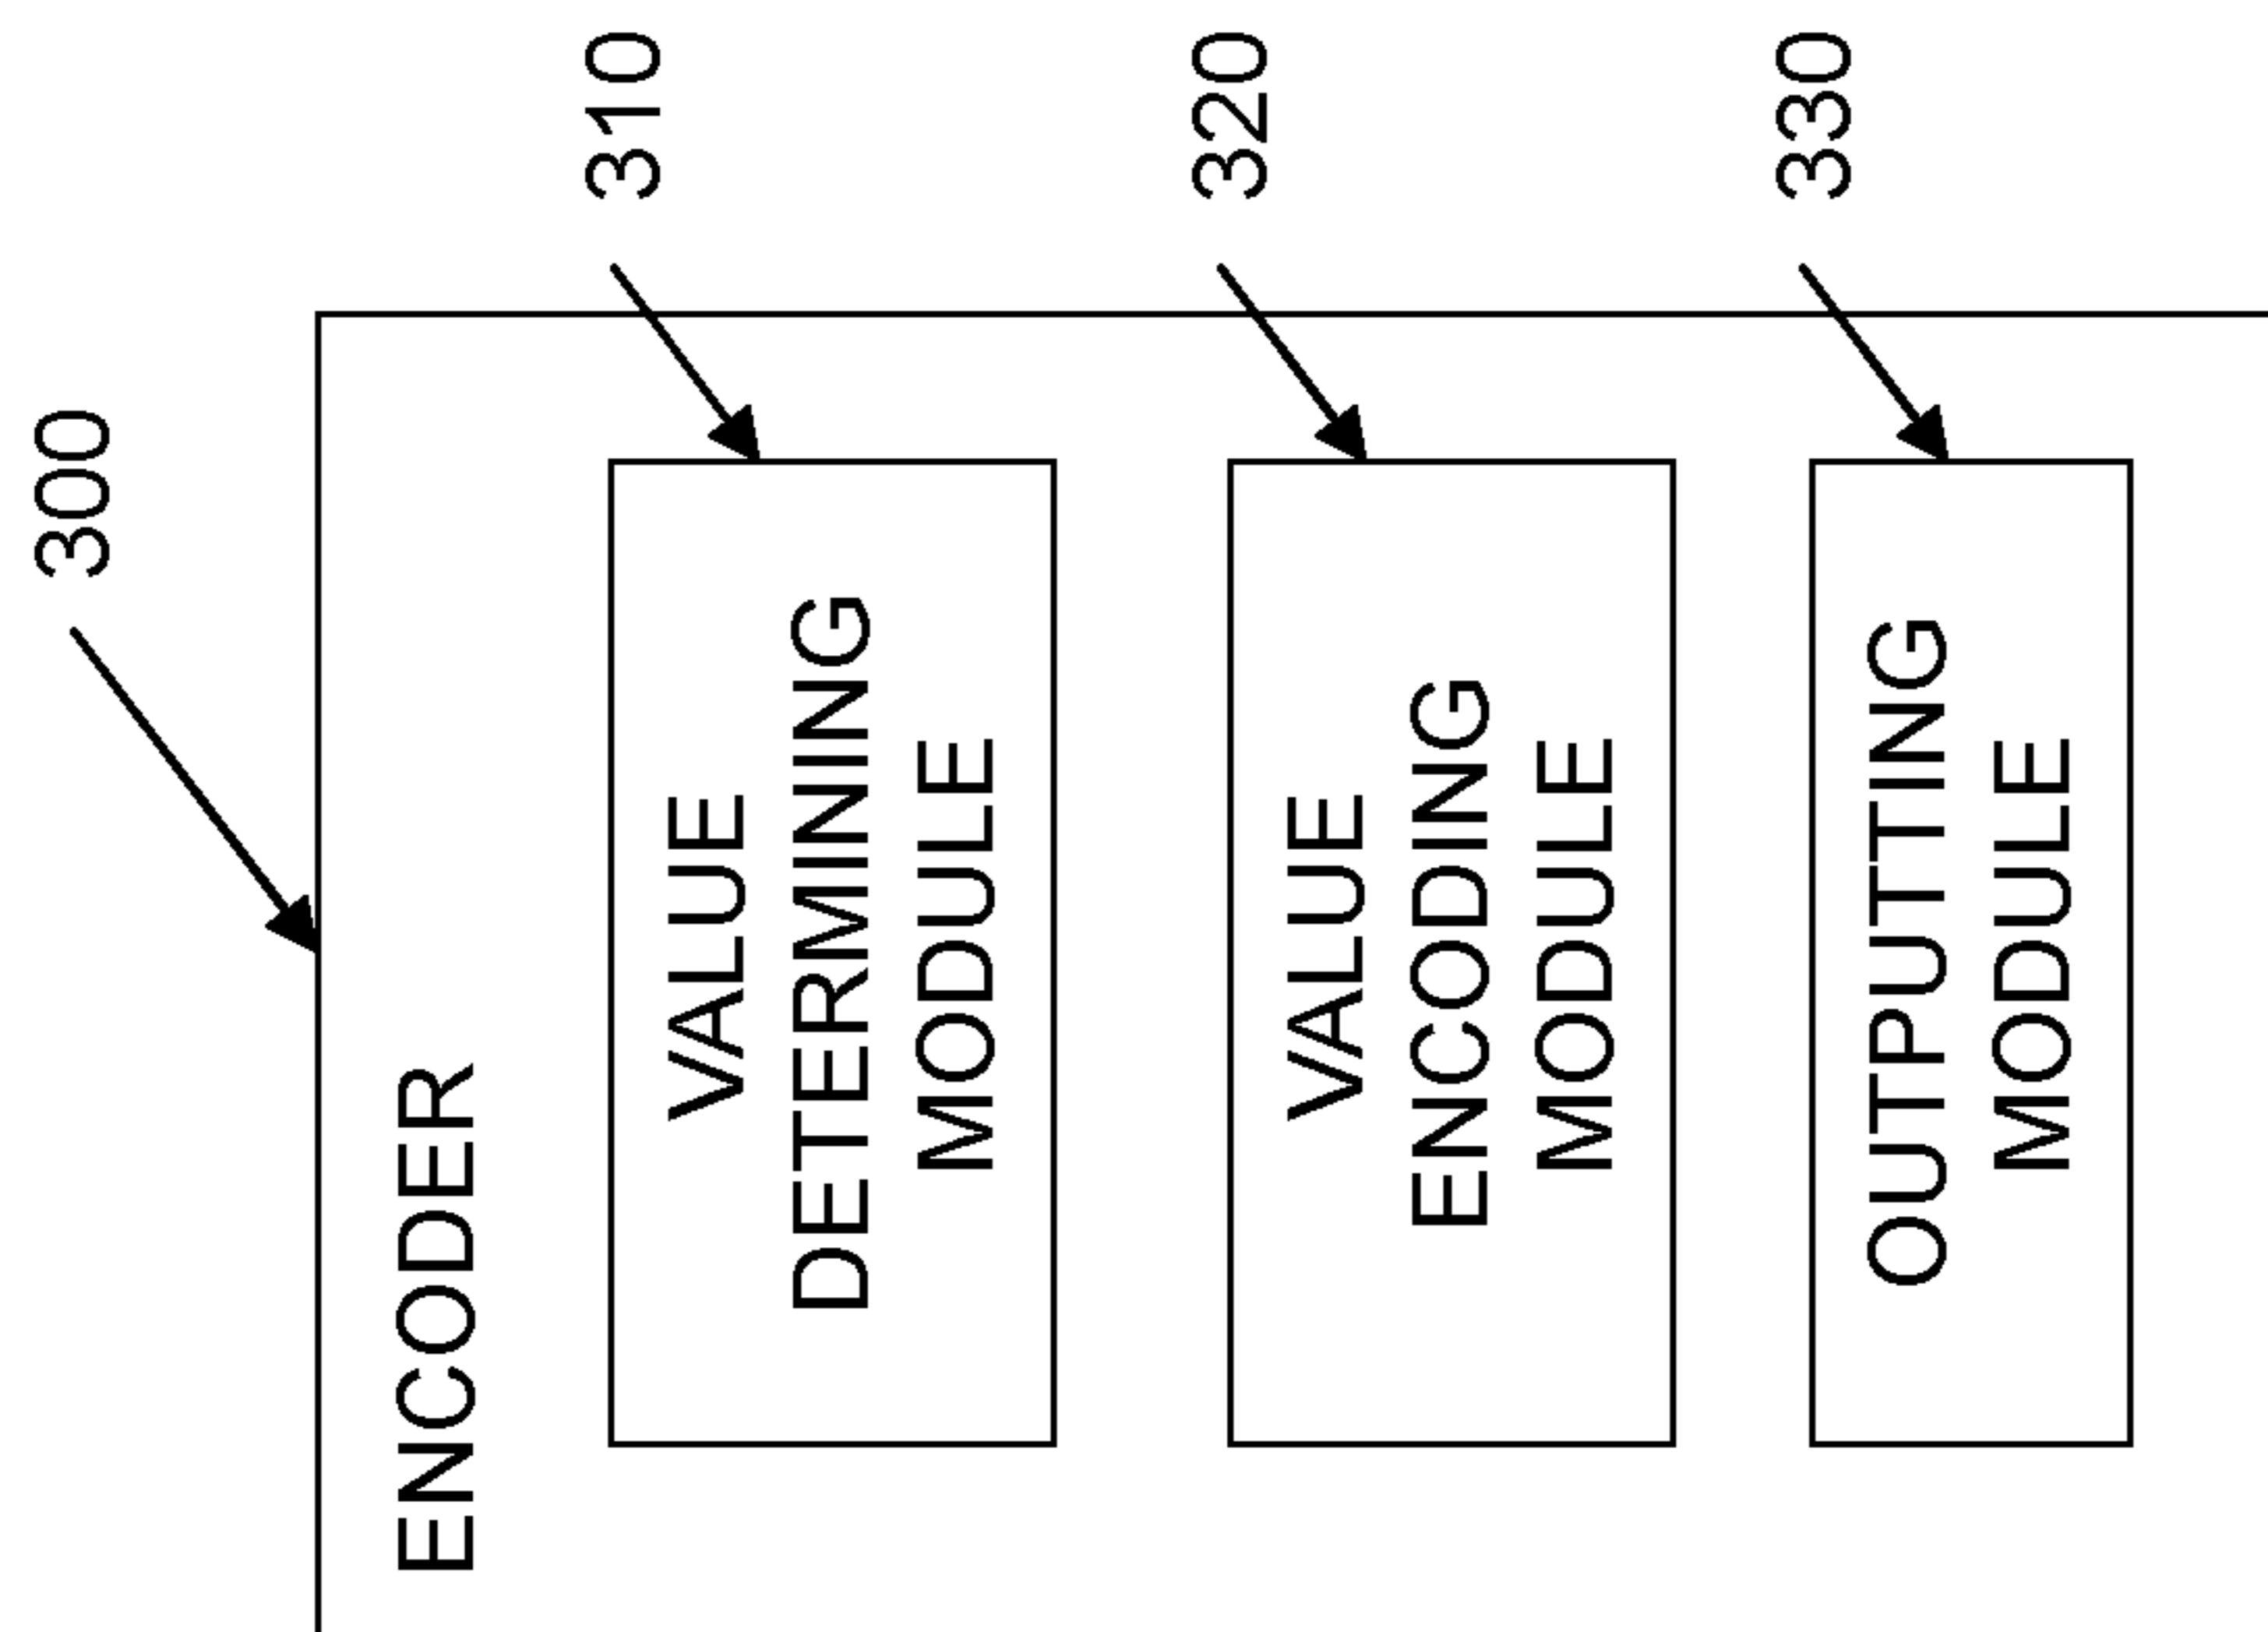 300
ENCODER
310
VALUE
DETERMINING
MODULE
320
VALUE
ENCODING
MODULE
330
OUTPUTTING
MODULE